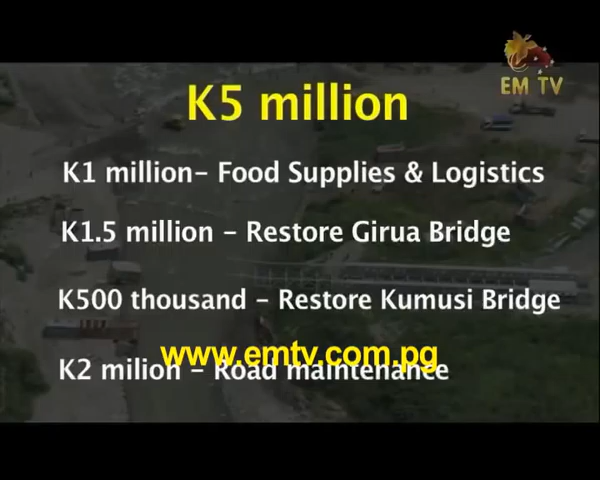 EM TV
K5 million
K1 million– Food Supplies & Logistics
K1.5 million – Restore Girua Bridge
K500 thousand – Restore Kumusi Bridge
www.emtv.com.pg
K2 milion – Road maintenance